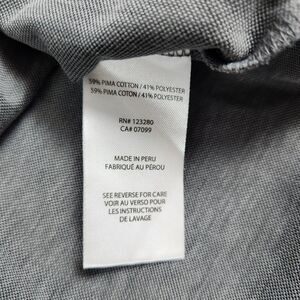 59% PIMA COTTON / 41% POLYESTER
59% PIMA COTTON / 41% POLYESTER
RN# 123280
CA# 07099
MADE IN PERU
FABRIQUÉ AU PÉROU
SEE REVERSE FOR CARE
VOIR AU VERSO POUR
LES INSTRUCTIONS
DE LAVAGE